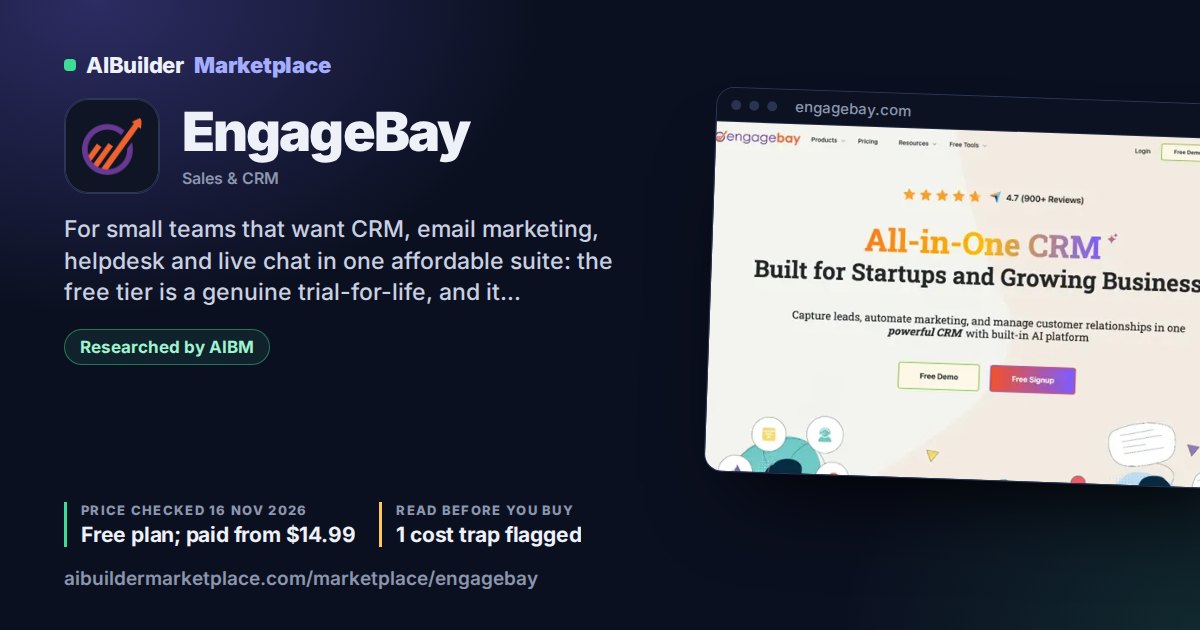 AIBuilder Marketplace
EngageBay
Sales & CRM
For small teams that want CRM, email marketing,
helpdesk and live chat in one affordable suite: the
free tier is a genuine trial-for-life, and it...
Researched by AIBM
PRICE CHECKED 16 NOV 2026
Free plan; paid from $14.99
READ BEFORE YOU BUY
1 cost trap flagged
aibuildermarketplace.com/marketplace/engagebay
engagebay.com
engagebay
Products
Pricing
Resources
Free Tools
Login
Free Dem
4.7 (900+ Reviews)
All-in-One CRM
Built for Startups and Growing Business
Capture leads, automate marketing, and manage customer relationships in one
powerful CRM with built-in AI platform
Free Demo
Free Signup